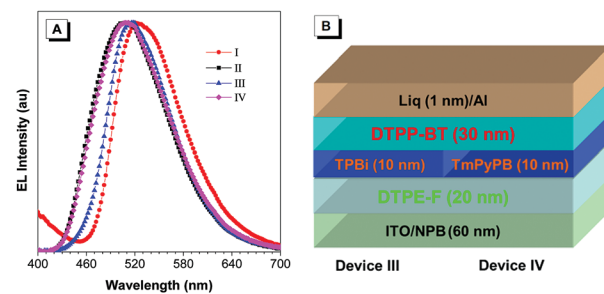 A
I
II
III
IV
EL Intensity (au)
400 460 520 580 640 700
Wavelength (nm)
B
Liq (1 nm)/Al
DTPP-BT (30 nm)
TPBi (10 nm) TmPyPB (10 nm)
DTPE-F (20 nm)
ITO/NPB (60 nm)
Device III Device IV